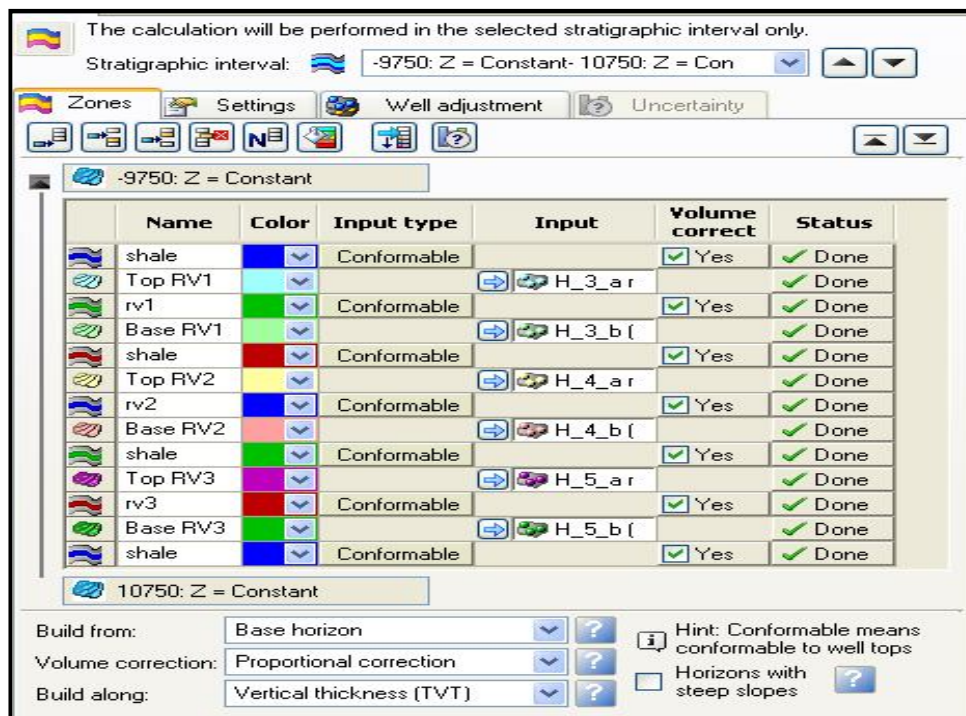 The calculation will be performed in the selected stratigraphic interval only.
Stratigraphic interval: -9750: Z = Constant- 10750: Z = Con
Zones Settings Well adjustment Uncertainty
-9750: Z = Constant
Name Color Input type Input Volume correct Status
shale Conformable Yes Done
Top RV1 H_3_a r Done
rv1 Conformable Yes Done
Base RV1 H_3_b ( Done
shale Conformable Yes Done
Top RV2 H_4_a r Done
rv2 Conformable Yes Done
Base RV2 H_4_b ( Done
shale Conformable Yes Done
Top RV3 H_5_a r Done
rv3 Conformable Yes Done
Base RV3 H_5_b ( Done
shale Conformable Yes Done
10750: Z = Constant
Build from: Base horizon
Volume correction: Proportional correction
Build along: Vertical thickness (TVT)
Hint: Conformable means
conformable to well tops
Horizons with
steep slopes